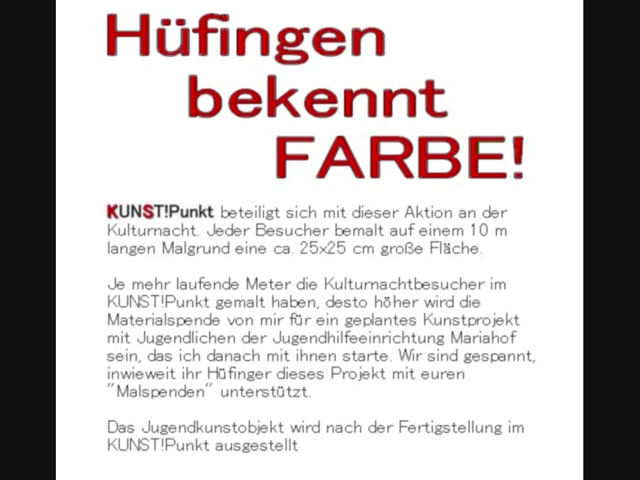 Hüfingen
bekennt
FARBE!
KUNST!Punkt beteiligt sich mit dieser Aktion an der
Kulturnacht. Jeder Besucher bemalt auf einem 10 m
langen Malgrund eine ca. 25x25 cm große Fläche.
Je mehr laufende Meter die Kulturnachtbesucher im
KUNST!Punkt gemalt haben, desto höher wird die
Materialspende von mir für ein geplantes Kunstprojekt
mit Jugendlichen der Jugendhilfeeinrichtung Mariahof
sein, das ich danach mit ihnen starte. Wir sind gespannt,
inwieweit ihr Hüfinger dieses Projekt mit euren
"Malspenden" unterstützt.
Das Jugendkunstobjekt wird nach der Fertigstellung im
KUNST!Punkt ausgestellt